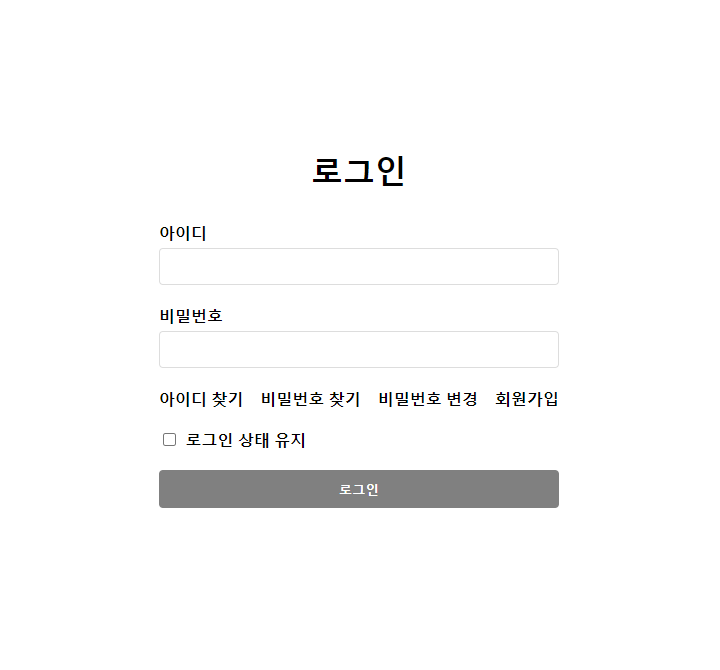 로그인
아이디
비밀번호
아이디 찾기 비밀번호 찾기 비밀번호 변경 회원가입
로그인 상태 유지
로그인